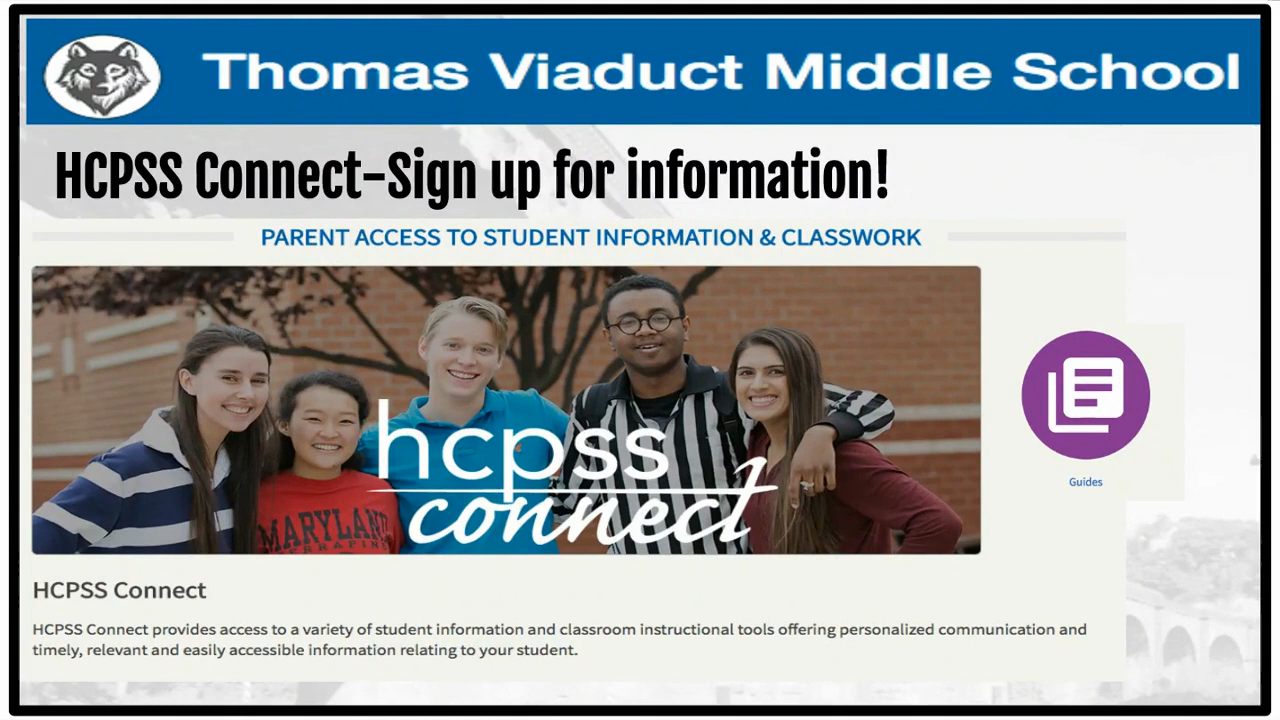 Thomas Viaduct Middle School
HCPSS Connect-Sign up for information!
PARENT ACCESS TO STUDENT INFORMATION & CLASSWORK
hcpss
connect
MARYLAND
TERRAPINS
Guides
HCPSS Connect
HCPSS Connect provides access to a variety of student information and classroom instructional tools offering personalized communication and
timely, relevant and easily accessible information relating to your student.